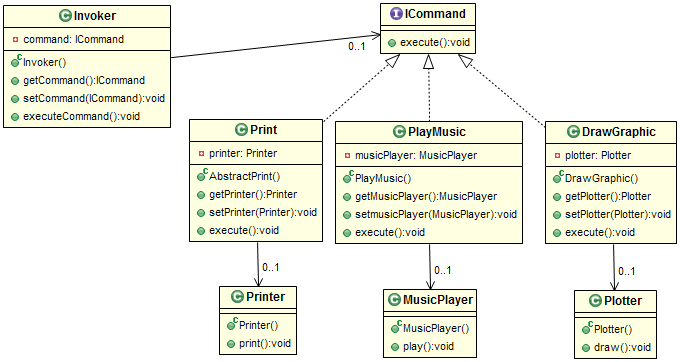 Invoker
command: ICommand
Invoker()
getCommand():ICommand
setCommand(ICommand):void
executeCommand():void
0..1
ICommand
execute():void
Print
printer: Printer
AbstractPrint()
getPrinter():Printer
setPrinter(Printer):void
execute():void
PlayMusic
musicPlayer: MusicPlayer
PlayMusic()
getMusicPlayer():MusicPlayer
setmusicPlayer(MusicPlayer):void
execute():void
DrawGraphic
plotter: Plotter
DrawGraphic()
getPlotter():Plotter
setPlotter(Plotter):void
execute():void
0..1
0..1
0..1
Printer
Printer()
print():void
MusicPlayer
MusicPlayer()
play():void
Plotter
Plotter()
draw():void